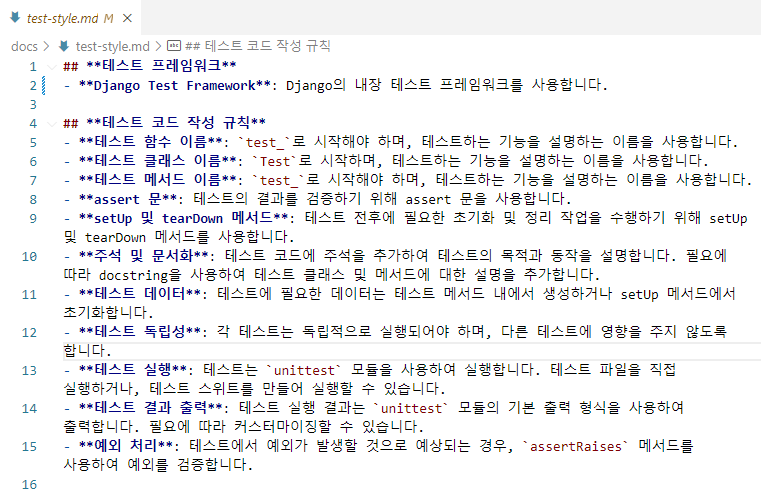 test-style.md M ×
docs > test-style.md > ## 테스트 코드 작성 규칙
1 ## **테스트 프레임워크**
2 - **Django Test Framework**: Django의 내장 테스트 프레임워크를 사용합니다.
3
4 ## **테스트 코드 작성 규칙**
5 - **테스트 함수 이름**: `test_`로 시작해야 하며, 테스트하는 기능을 설명하는 이름을 사용합니다.
6 - **테스트 클래스 이름**: `Test`로 시작하며, 테스트하는 기능을 설명하는 이름을 사용합니다.
7 - **테스트 메서드 이름**: `test_`로 시작해야 하며, 테스트하는 기능을 설명하는 이름을 사용합니다.
8 - **assert 문**: 테스트의 결과를 검증하기 위해 assert 문을 사용합니다.
9 - **setUp 및 tearDown 메서드**: 테스트 전후에 필요한 초기화 및 정리 작업을 수행하기 위해 setUp
및 tearDown 메서드를 사용합니다.
10 - **주석 및 문서화**: 테스트 코드에 주석을 추가하여 테스트의 목적과 동작을 설명합니다. 필요에
따라 docstring을 사용하여 테스트 클래스 및 메서드에 대한 설명을 추가합니다.
11 - **테스트 데이터**: 테스트에 필요한 데이터는 테스트 메서드 내에서 생성하거나 setUp 메서드에서
초기화합니다.
12 - **테스트 독립성**: 각 테스트는 독립적으로 실행되어야 하며, 다른 테스트에 영향을 주지 않도록
합니다.
13 - **테스트 실행**: 테스트는 `unittest` 모듈을 사용하여 실행합니다. 테스트 파일을 직접
실행하거나, 테스트 스위트를 만들어 실행할 수 있습니다.
14 - **테스트 결과 출력**: 테스트 실행 결과는 `unittest` 모듈의 기본 출력 형식을 사용하여
출력합니다. 필요에 따라 커스터마이징할 수 있습니다.
15 - **예외 처리**: 테스트에서 예외가 발생할 것으로 예상되는 경우, `assertRaises` 메서드를
사용하여 예외를 검증합니다.
16